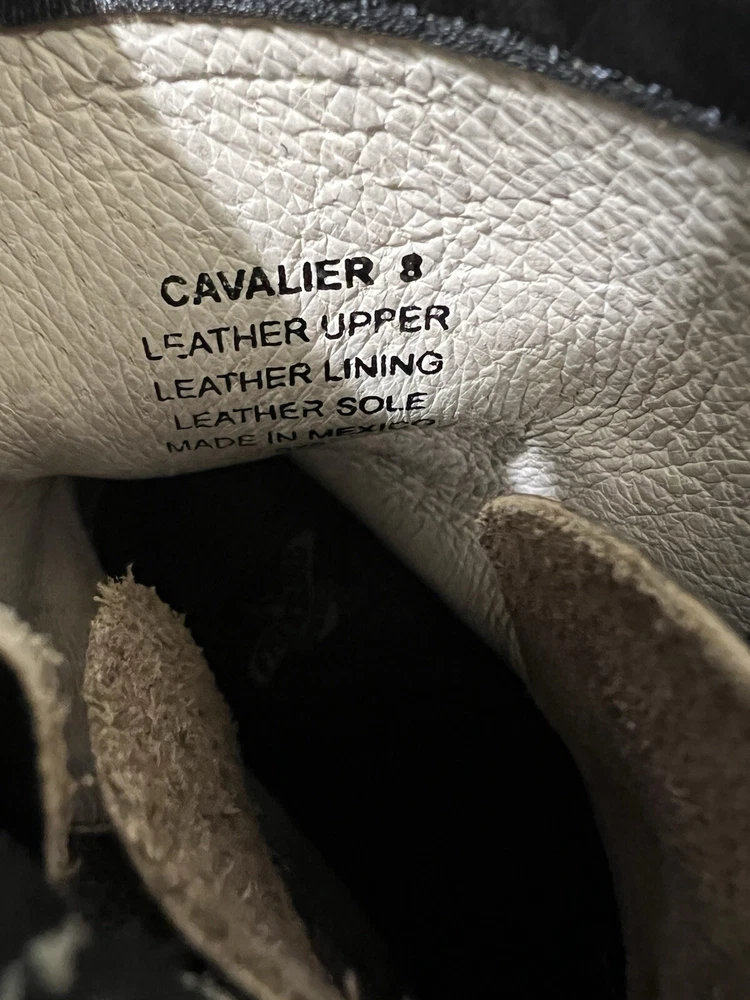 CAVALIER 8
LEATHER UPPER
LEATHER LINING
LEATHER SOLE
MADE IN MEXICO